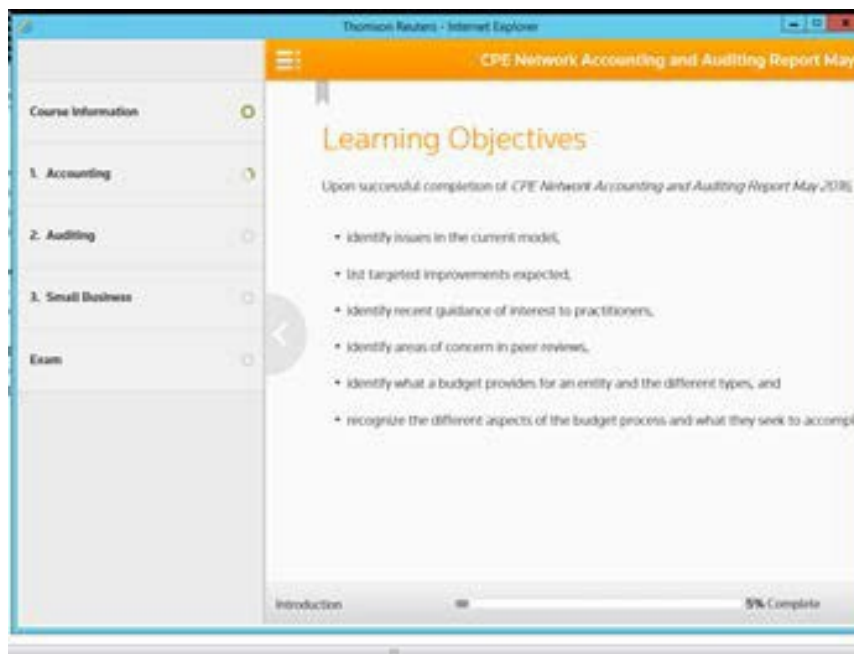 Thomson Reuters - Internet Explorer
CPE Network Accounting and Auditing Report May
Course Information
1. Accounting
2. Auditing
3. Small Business
Exam
Learning Objectives
Upon successful completion of CPE Network Accounting and Auditing Report May 2016,
• identify issues in the current model,
• list targeted improvements expected,
• identify recent guidance of interest to practitioners,
• identify areas of concern in peer reviews,
• identify what a budget provides for an entity and the different types, and
• recognize the different aspects of the budget process and what they seek to accompl
Introduction
5% Complete